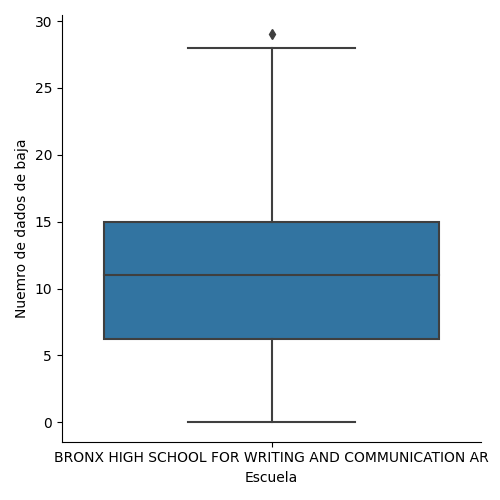 30
25
20
15
10
5
0
Nuemro de dados de baja
BRONX HIGH SCHOOL FOR WRITING AND COMMUNICATION AR
Escuela